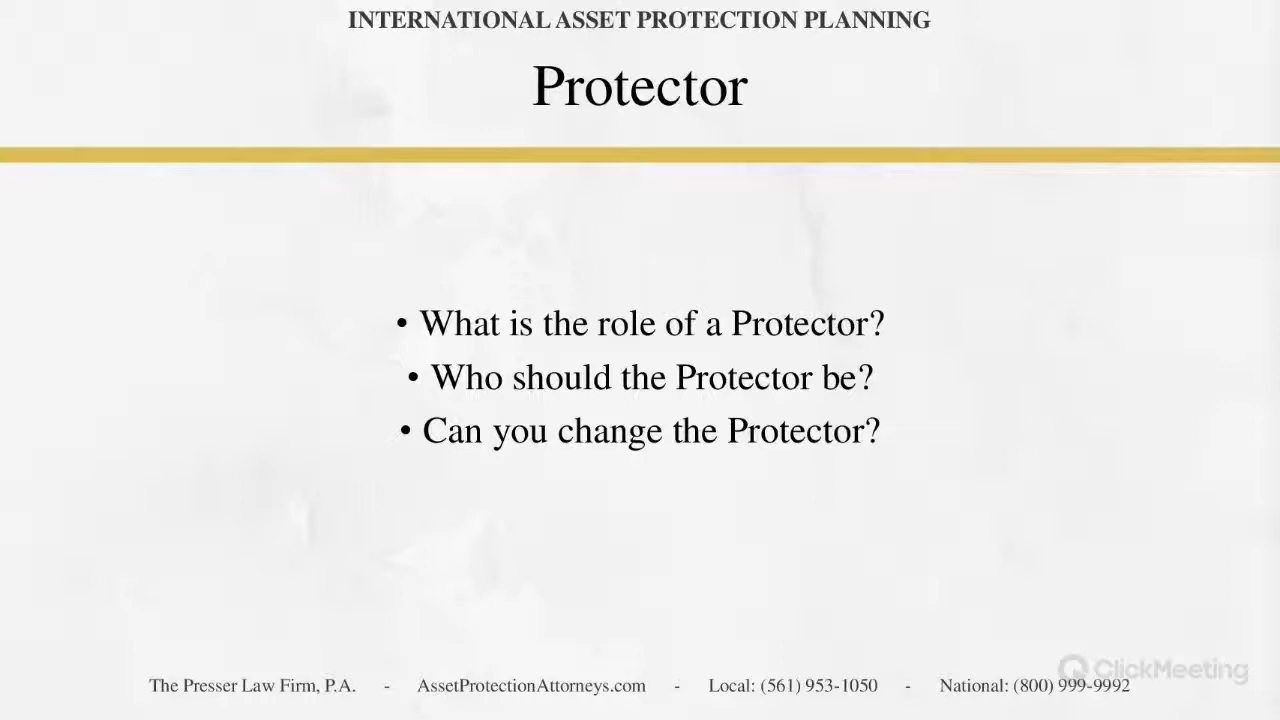 INTERNATIONAL ASSET PROTECTION PLANNING
Protector
• What is the role of a Protector?
• Who should the Protector be?
• Can you change the Protector?
ClickMeeting
The Presser Law Firm, P.A. - AssetProtectionAttorneys.com - Local: (561) 953-1050 - National: (800) 999-9992